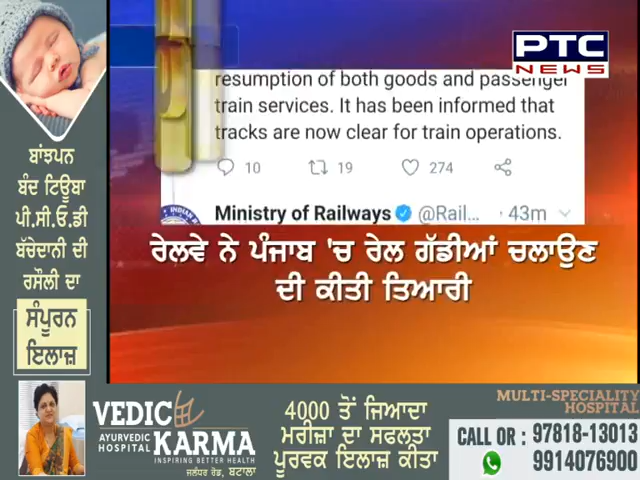 PTC
NEWS
resumption of both goods and passenger
train services. It has been informed that
tracks are now clear for train operations.
10 19 274
Ministry of Railways @Rail... · 43m
ਰੇਲਵੇ ਨੇ ਪੰਜਾਬ 'ਚ ਰੇਲ ਗੱਡੀਆਂ ਚਲਾਉਣ
ਦੀ ਕੀਤੀ ਤਿਆਰੀ
ਬਾਂਝਪਨ
ਬੰਦ ਟਿਊਬਾ
ਪੀ.ਸੀ.ਓ.ਡੀ
ਬੱਚੇਦਾਨੀ ਦੀ
ਰਸੌਲੀ ਦਾ
ਸੰਪੂਰਨ
ਇਲਾਜ਼
VEDIC
KARMA
AYURVEDIC
HOSPITAL
INSPIRING BETTER HEALTH
ਜਲੰਧਰ ਰੋਡ, ਬਟਾਲਾ
4000 ਤੋਂ ਜਿਆਦਾ
ਮਰੀਜ਼ਾ ਦਾ ਸਫਲਤਾ
ਪੂਰਵਕ ਇਲਾਜ ਕੀਤਾ
MULTI-SPECIALITY
HOSPITAL
CALL OR : 97818-13013
9914076900